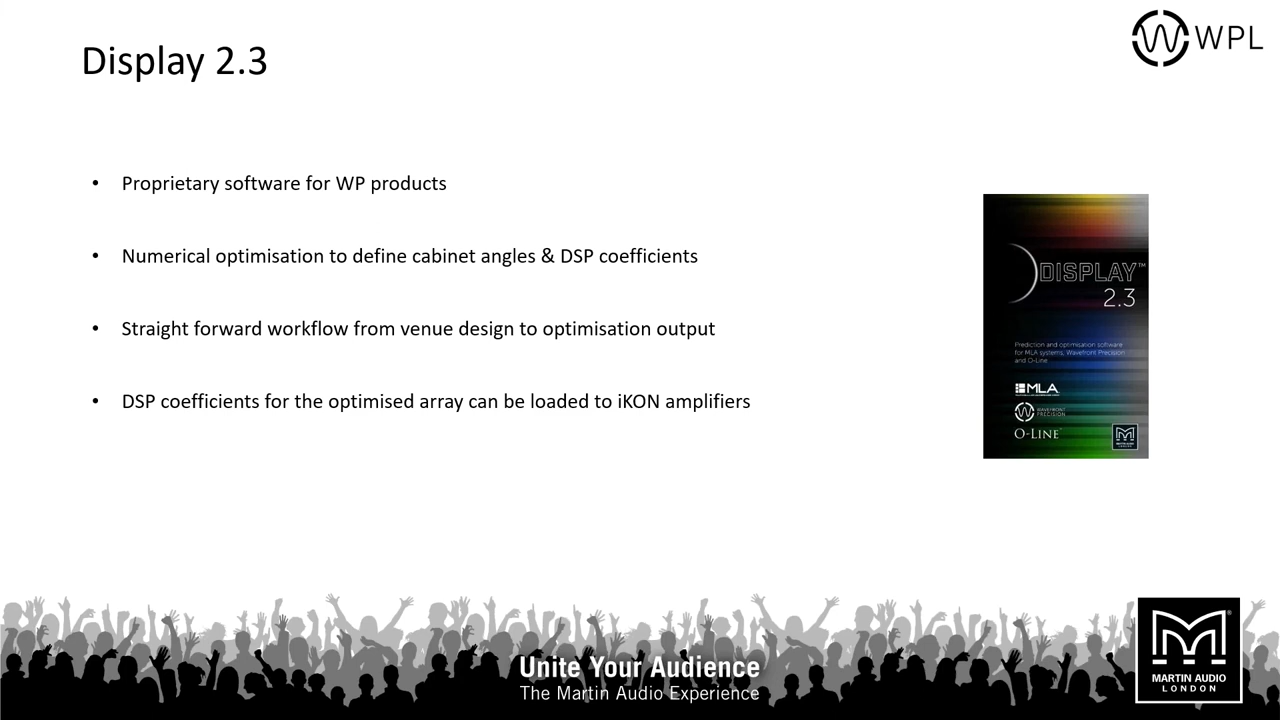 WPL
Display 2.3
• Proprietary software for WP products
• Numerical optimisation to define cabinet angles & DSP coefficients
• Straight forward workflow from venue design to optimisation output
• DSP coefficients for the optimised array can be loaded to iKON amplifiers
DISPLAY™
2.3
Prediction and optimisation software
for MLA systems, Wavefront Precision
and O-Line
MLA
WAVEFRONT
PRECISION
O-LINE
Unite Your Audience
The Martin Audio Experience
MARTIN AUDIO
LONDON